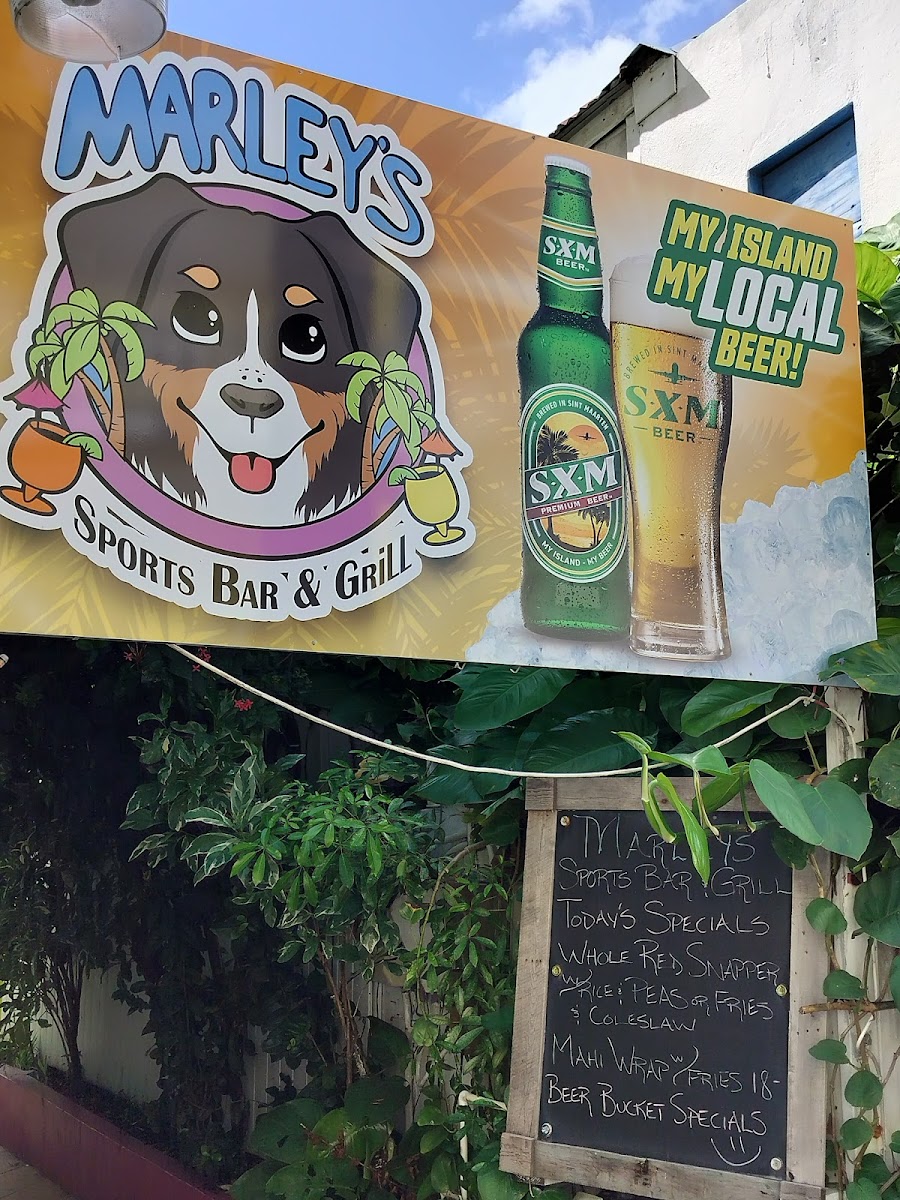 MARLEY'S
SPORTS BAR & GRILL
S·X·M
BEER
BREWED IN SINT MAARTEN
S·X·M
PREMIUM BEER
MY ISLAND - MY BEER
BREWED IN SINT MA
S·X·M
BEER
MY ISLAND
MY LOCAL
BEER!
MARLEYS
SPORTS BAR & GRILL
TODAY'S SPECIALS
WHOLE RED SNAPPER
W/ RICE & PEAS OR FRIES
& COLESLAW
MAHI WRAP W/ FRIES 18-
BEER BUCKET SPECIALS